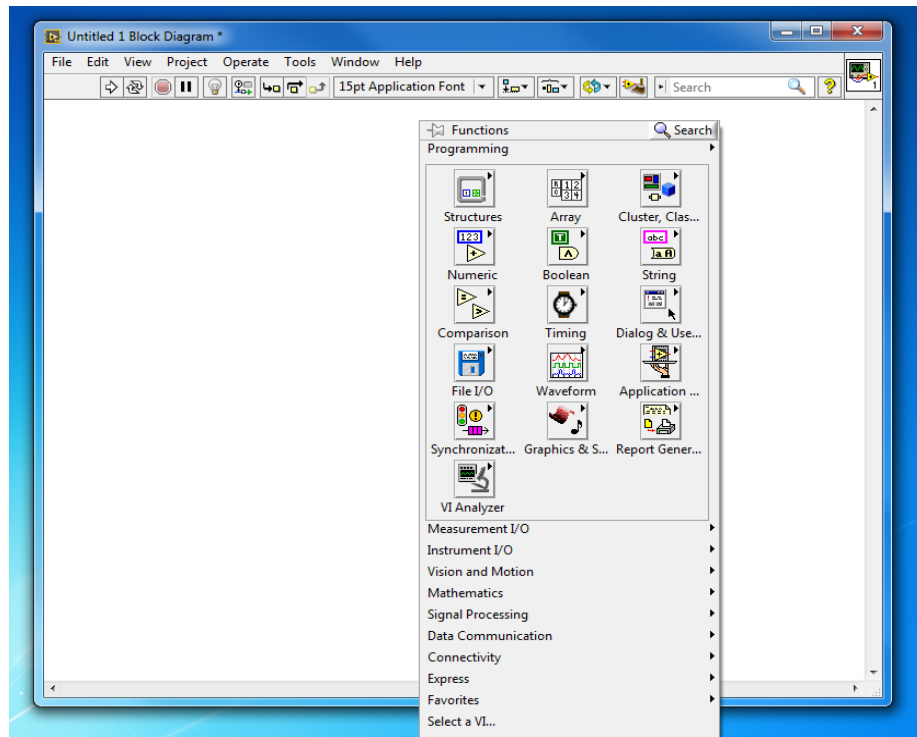 Untitled 1 Block Diagram *
File Edit View Project Operate Tools Window Help
15pt Application Font Search ? 1
Functions Search
Programming
Structures Array Cluster, Clas...
Numeric Boolean String
Comparison Timing Dialog & Use...
File I/O Waveform Application ...
Synchronizat... Graphics & S... Report Gener...
VI Analyzer
Measurement I/O
Instrument I/O
Vision and Motion
Mathematics
Signal Processing
Data Communication
Connectivity
Express
Favorites
Select a VI...